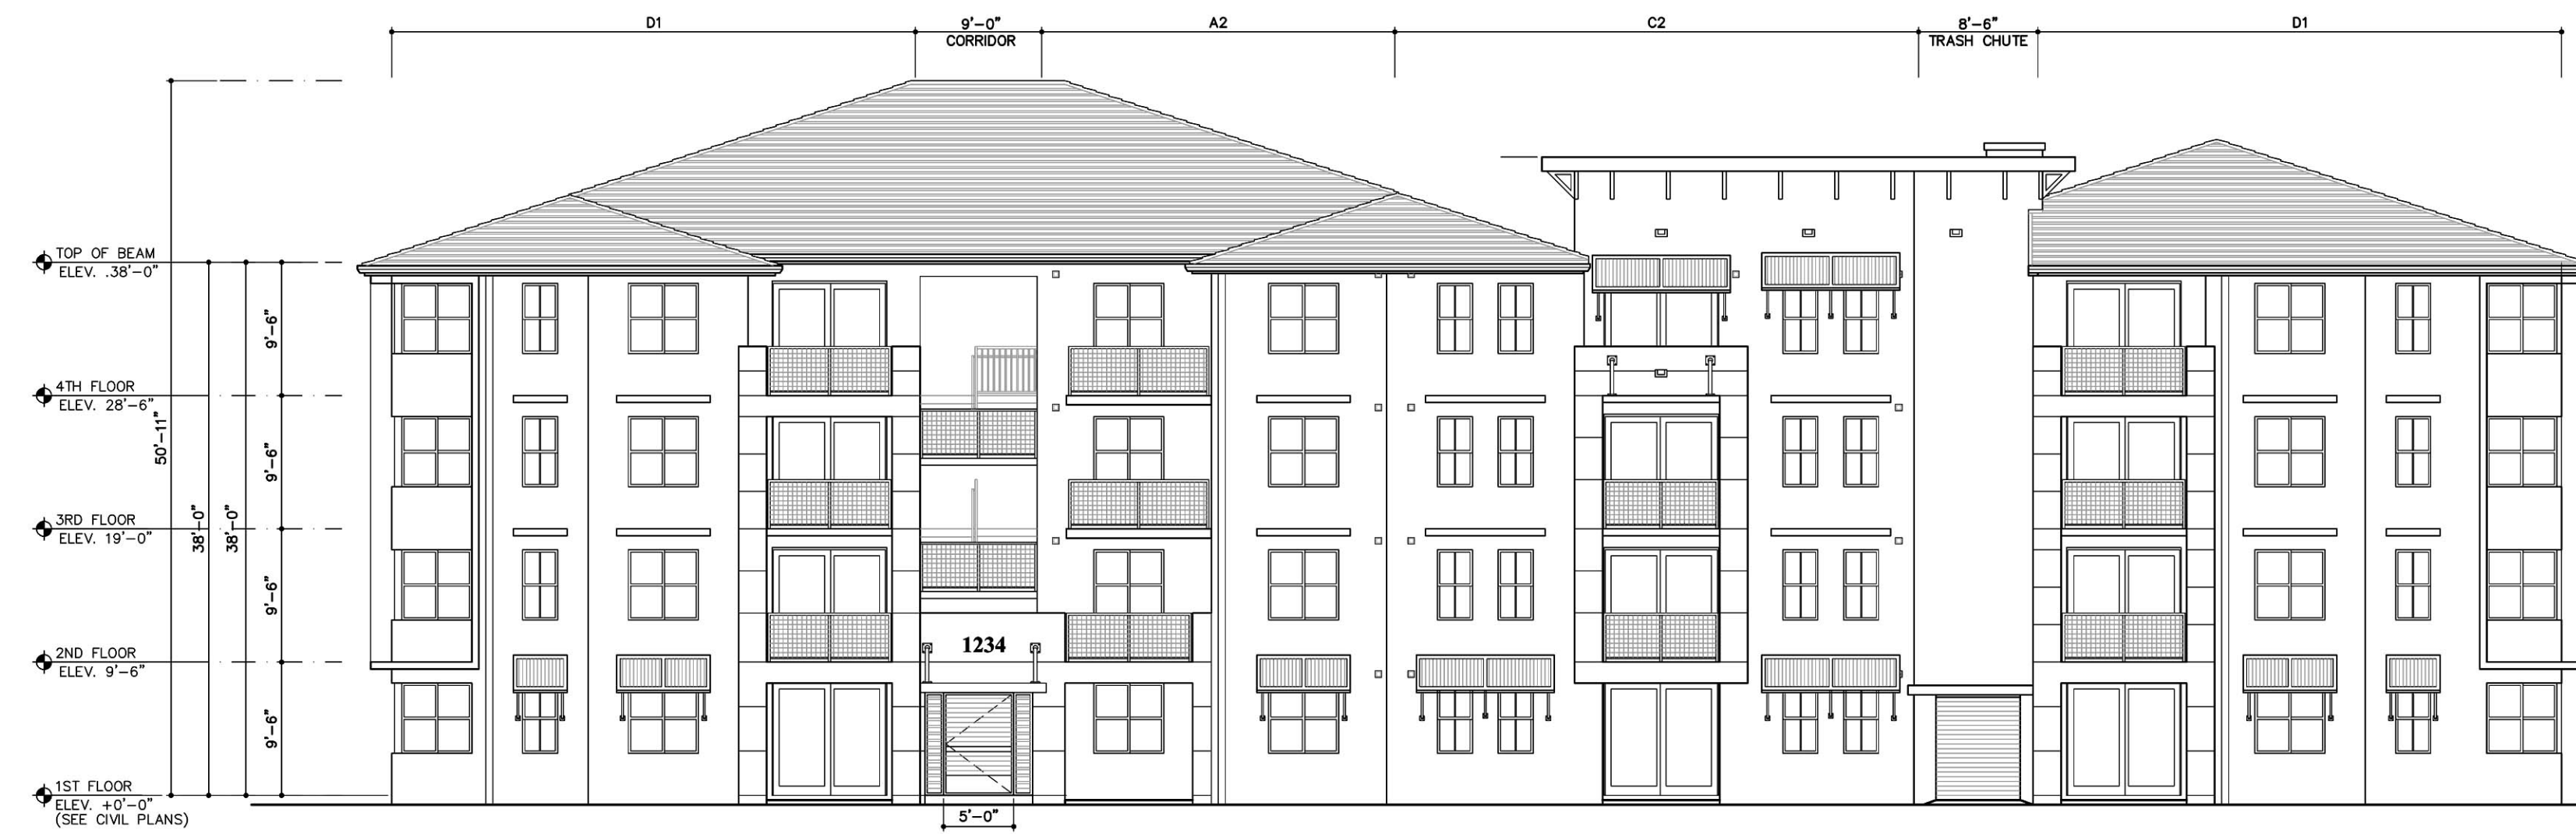 D1
9'-0"
CORRIDOR
A2
C2
8'-6"
TRASH CHUTE
D1
TOP OF BEAM
ELEV. .38'-0"
9'-6"
4TH FLOOR
ELEV. 28'-6"
50'-11"
9'-6"
3RD FLOOR
ELEV. 19'-0"
38'-0"
38'-0"
9'-6"
2ND FLOOR
ELEV. 9'-6"
1234
9'-6"
1ST FLOOR
ELEV. +0'-0"
(SEE CIVIL PLANS)
5'-0"